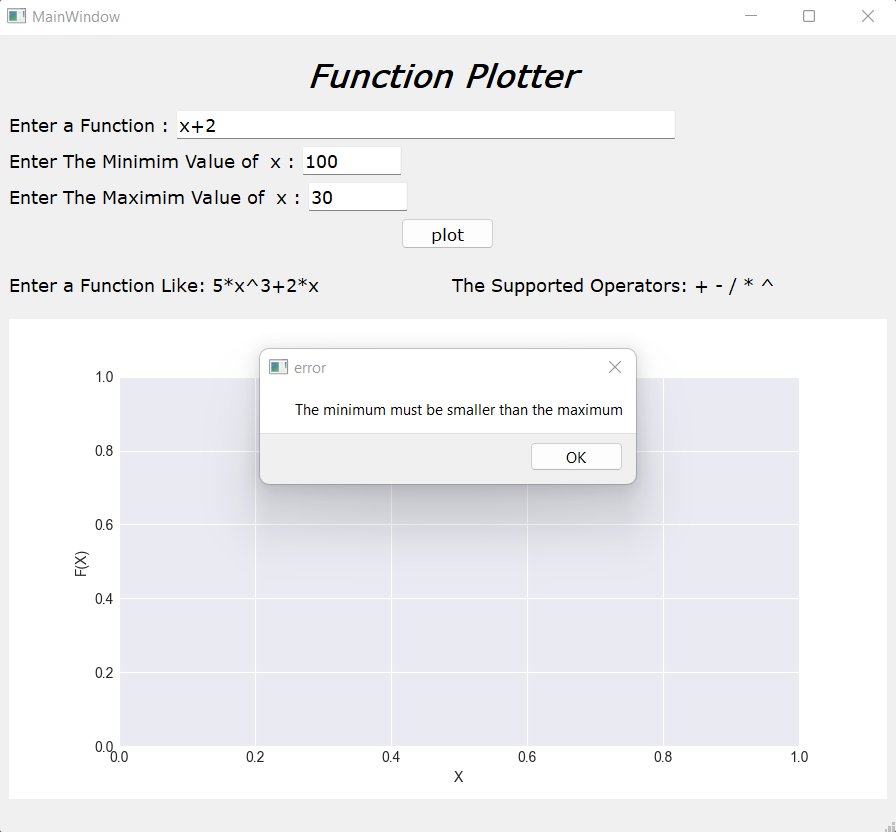 MainWindow
Function Plotter
Enter a Function : x+2
Enter The Minimim Value of x : 100
Enter The Maximim Value of x : 30
plot
Enter a Function Like: 5*x^3+2*x The Supported Operators: + - / * ^
error
The minimum must be smaller than the maximum
OK
1.0
0.8
0.6
0.4
0.2
0.0
F(X)
0.0 0.2 0.4 0.6 0.8 1.0
X